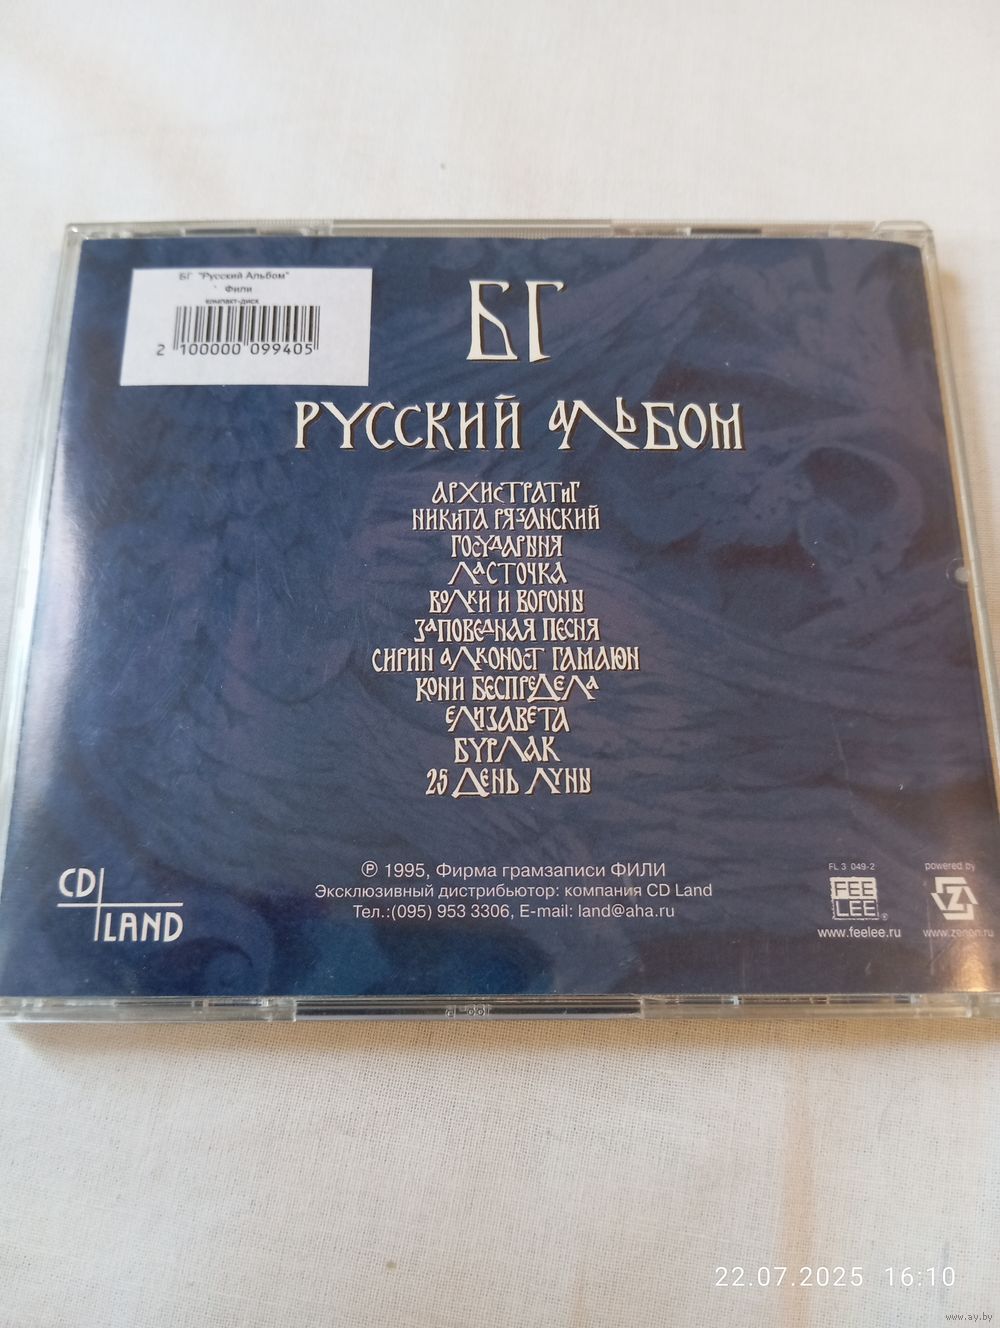 БГ "Русский Альбом"
Фили
компакт-диск
2 100000 099405
БГ
РУССКИЙ АЛЬБОМ
АРХИСТРАТИГ
НИКИТА РЯЗАНСКИЙ
ГОСУДАРЫНЯ
ЛАСТОЧКА
ВОЛКИ И ВОРОНЫ
ЗАПОВЕДНАЯ ПЕСНЯ
СИРИН АЛКОНОСТ ГАМАЮН
КОНИ БЕСПРЕДЕЛА
ЕЛИЗАВЕТА
БУРЛАК
25 ДЕНЬ ЛУНЫ
CD LAND
℗ 1995, Фирма грамзаписи ФИЛИ
Эксклюзивный дистрибьютор: компания CD Land
Тел.:(095) 953 3306, E-mail: land@aha.ru
FL 3 049-2
FEE
LEE®
www.feelee.ru
powered by
Z
www.zenon.ru
22.07.2025 16:10
www.ay.by